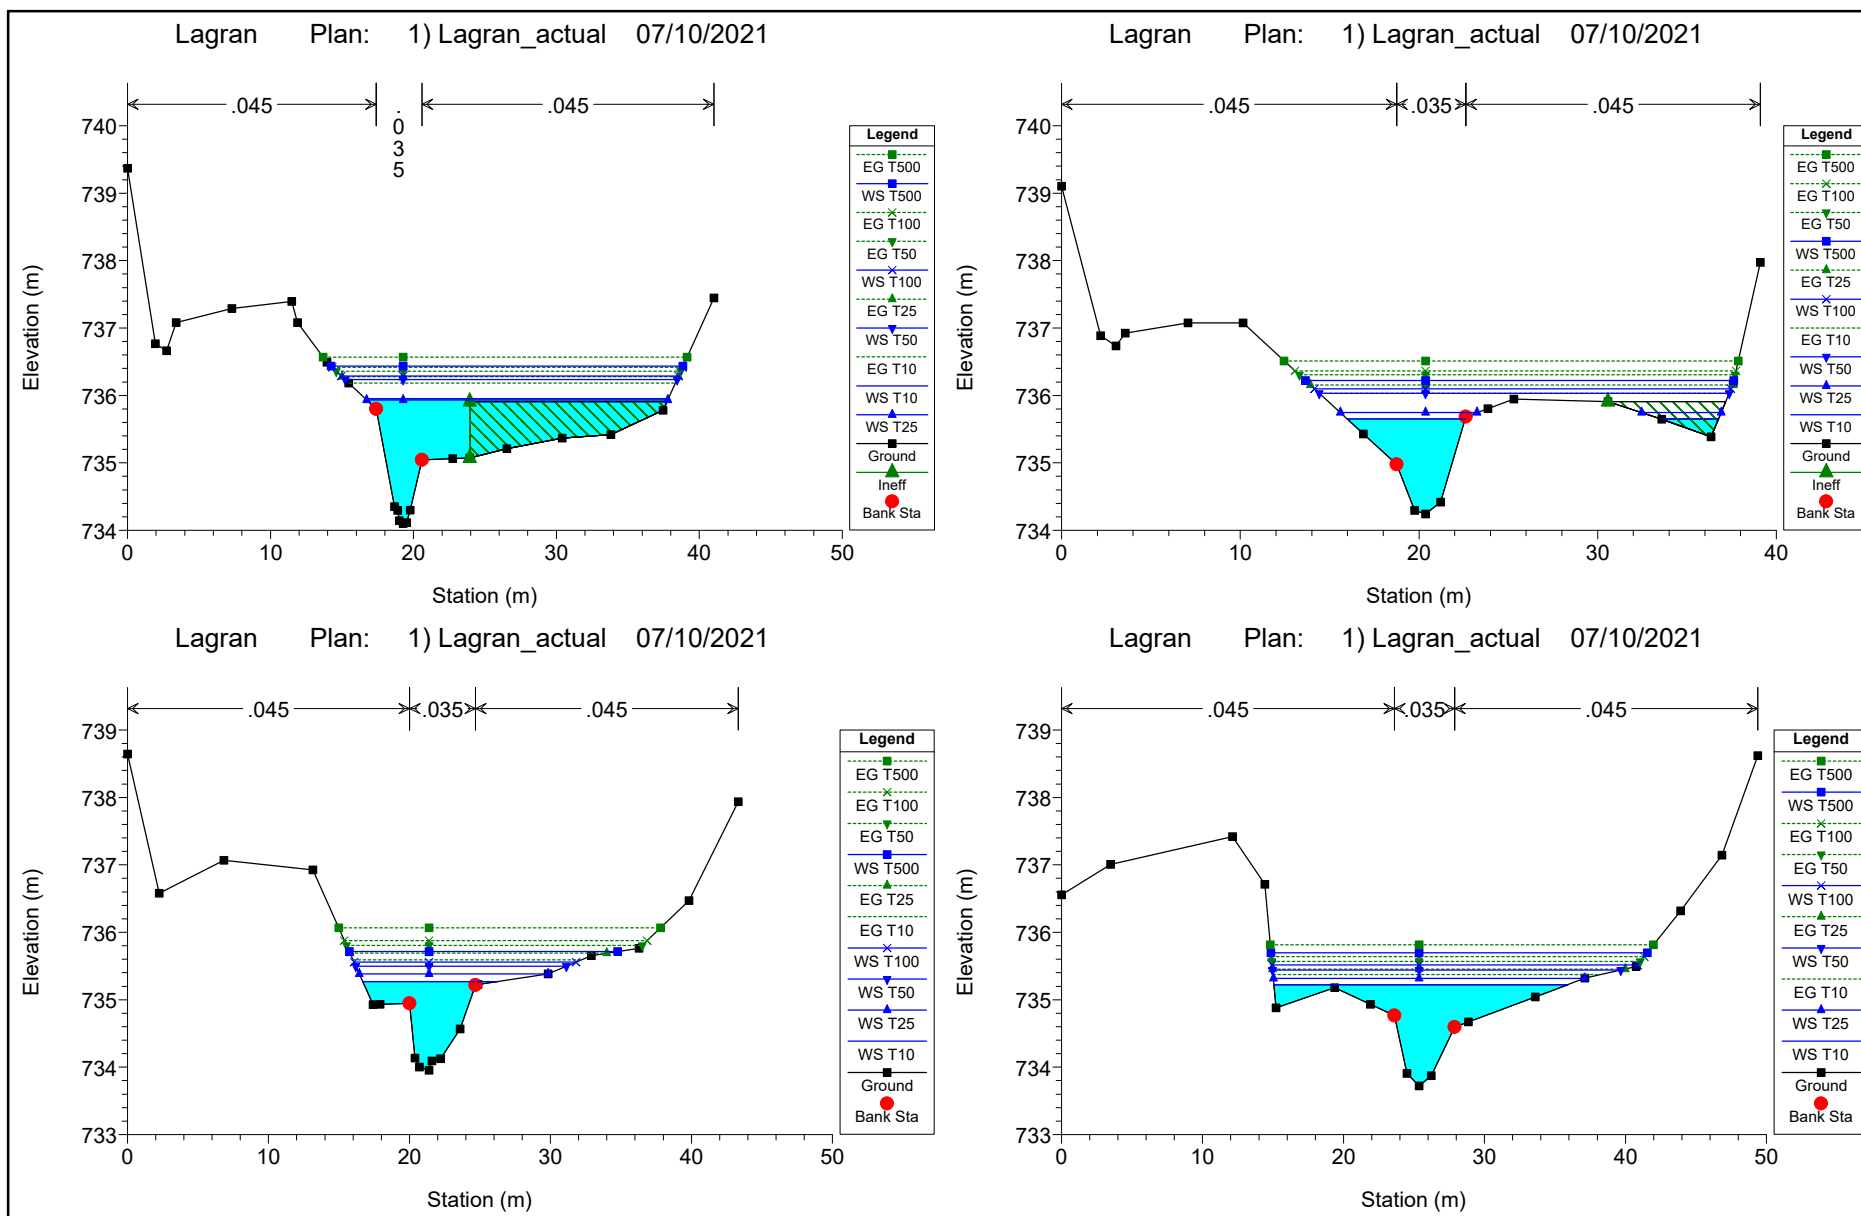 Lagran Plan: 1) Lagran_actual 07/10/2021
.045 .035 .045
740
739
738
737
736
735
734
0 10 20 30 40 50
Elevation (m)
Station (m)
Legend
EG T500
WS T500
EG T100
EG T50
WS T100
EG T25
WS T50
EG T10
WS T10
WS T25
Ground
Ineff
Bank Sta
Lagran Plan: 1) Lagran_actual 07/10/2021
.045 .035 .045
740
739
738
737
736
735
734
0 10 20 30 40
Elevation (m)
Station (m)
Legend
EG T500
EG T100
EG T50
WS T500
EG T25
WS T100
EG T10
WS T50
WS T25
WS T10
Ground
Ineff
Bank Sta
Lagran Plan: 1) Lagran_actual 07/10/2021
.045 .035 .045
739
738
737
736
735
734
733
0 10 20 30 40 50
Elevation (m)
Station (m)
Legend
EG T500
EG T100
EG T50
WS T500
EG T25
EG T10
WS T100
WS T50
WS T25
WS T10
Ground
Bank Sta
Lagran Plan: 1) Lagran_actual 07/10/2021
.045 .035 .045
739
738
737
736
735
734
733
0 10 20 30 40 50
Elevation (m)
Station (m)
Legend
EG T500
WS T500
EG T100
EG T50
WS T100
EG T25
WS T50
EG T10
WS T25
WS T10
Ground
Bank Sta